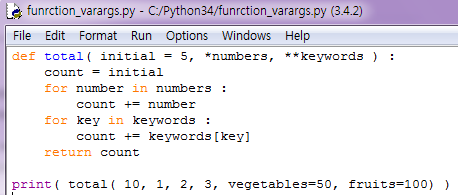 funrction_varargs.py - C:/Python34/funrction_varargs.py (3.4.2)
File Edit Format Run Options Windows Help
def total( initial = 5, *numbers, **keywords ) :
    count = initial
    for number in numbers :
        count += number
    for key in keywords :
        count += keywords[key]
    return count

print( total( 10, 1, 2, 3, vegetables=50, fruits=100) )